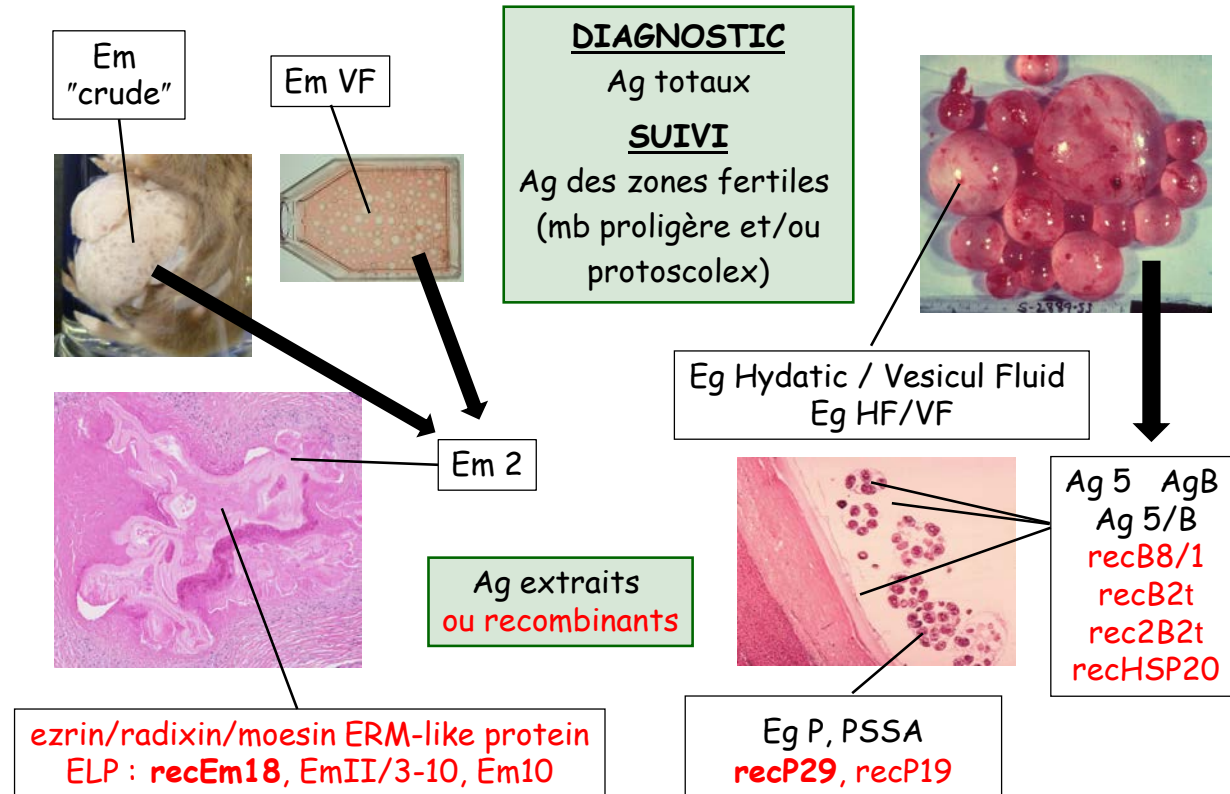 Em
"crude"
Em VF
DIAGNOSTIC
Ag totaux
SUIVI
Ag des zones fertiles
(mb proligère et/ou
protoscolex)
S-2889-53
Eg Hydatic / Vesicul Fluid
Eg HF/VF
Em 2
Ag 5 AgB
Ag 5/B
recB8/1
recB2t
rec2B2t
recHSP20
Ag extraits
ou recombinants
ezrin/radixin/moesin ERM-like protein
ELP : recEm18, EmII/3-10, Em10
Eg P, PSSA
recP29, recP19